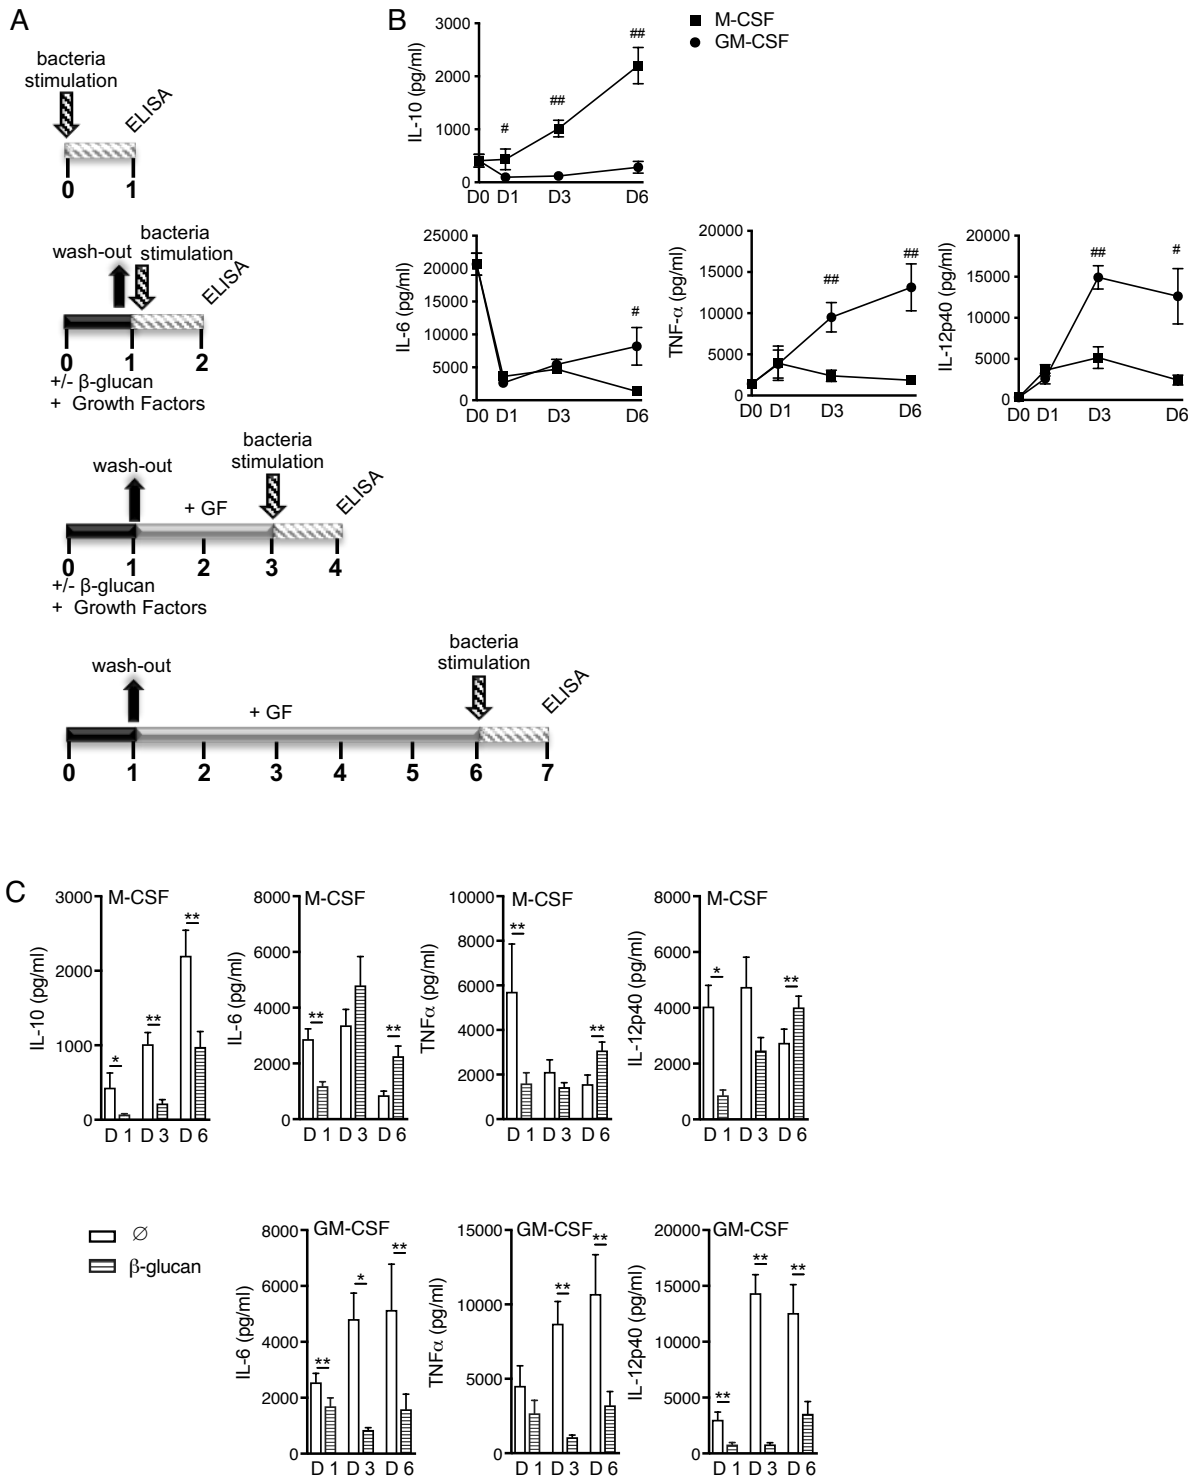 A
bacteria
stimulation
ELISA
0 1
wash-out
bacteria
stimulation
ELISA
0 1 2
+/- β-glucan
+ Growth Factors
wash-out
+ GF
bacteria
stimulation
ELISA
0 1 2 3 4
+/- β-glucan
+ Growth Factors
wash-out
+ GF
bacteria
stimulation
ELISA
0 1 2 3 4 5 6 7
B
M-CSF
GM-CSF
IL-10 (pg/ml)
3000
2000
1000
0
# ## ##
D0 D1 D3 D6
IL-6 (pg/ml)
25000
20000
15000
10000
5000
0
#
D0 D1 D3 D6
TNF-α (pg/ml)
20000
15000
10000
5000
0
## ##
D0 D1 D3 D6
IL-12p40 (pg/ml)
20000
15000
10000
5000
0
## #
D0 D1 D3 D6
C
M-CSF
IL-10 (pg/ml)
3000
2000
1000
0
* ** **
D 1 D 3 D 6
M-CSF
IL-6 (pg/ml)
8000
6000
4000
2000
0
** **
D 1 D 3 D 6
M-CSF
TNFα (pg/ml)
10000
8000
6000
4000
2000
0
** **
D 1 D 3 D 6
M-CSF
IL-12p40 (pg/ml)
8000
6000
4000
2000
0
* **
D 1 D 3 D 6
∅
β-glucan
GM-CSF
IL-6 (pg/ml)
8000
6000
4000
2000
0
** * **
D 1 D 3 D 6
GM-CSF
TNFα (pg/ml)
15000
10000
5000
0
** **
D 1 D 3 D 6
GM-CSF
IL-12p40 (pg/ml)
20000
15000
10000
5000
0
** ** **
D 1 D 3 D 6